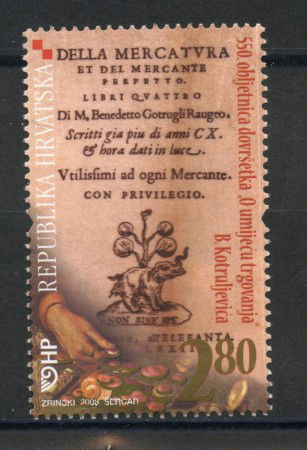 DELLA MERCATVRA
ET DEL MERCANTE
PERFETTO.
LIBRI QVATTRO
Di M. Benedetto Gotrugli Raugeo.
Scritti gia piu di anni CX.
& hora dati in luce.
Vtilissimi ad ogni Mercante.
CON PRIVILEGIO.
NON SINE
ELEFANTA
REPUBLIKA HRVATSKA
HP
550. obljetnica dovršetka „O umijeću trgovanja“
B. Kotruljevića
2,80
ZRINSKI, 2008. ŠERCAR